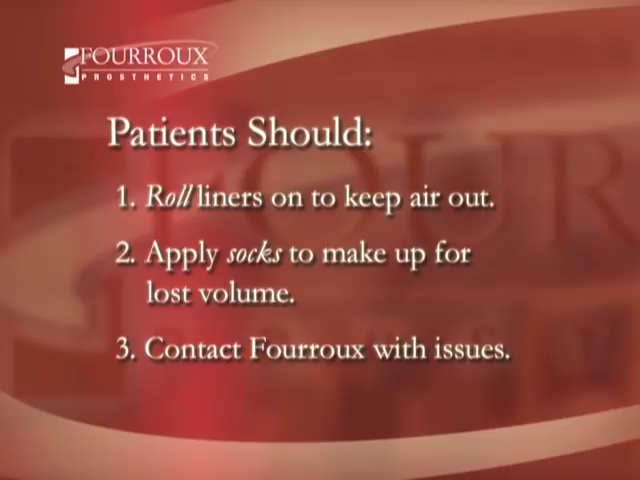 FOURROUX
PROSTHETICS
Patients Should:
1. Roll liners on to keep air out.
2. Apply socks to make up for
lost volume.
3. Contact Fourroux with issues.